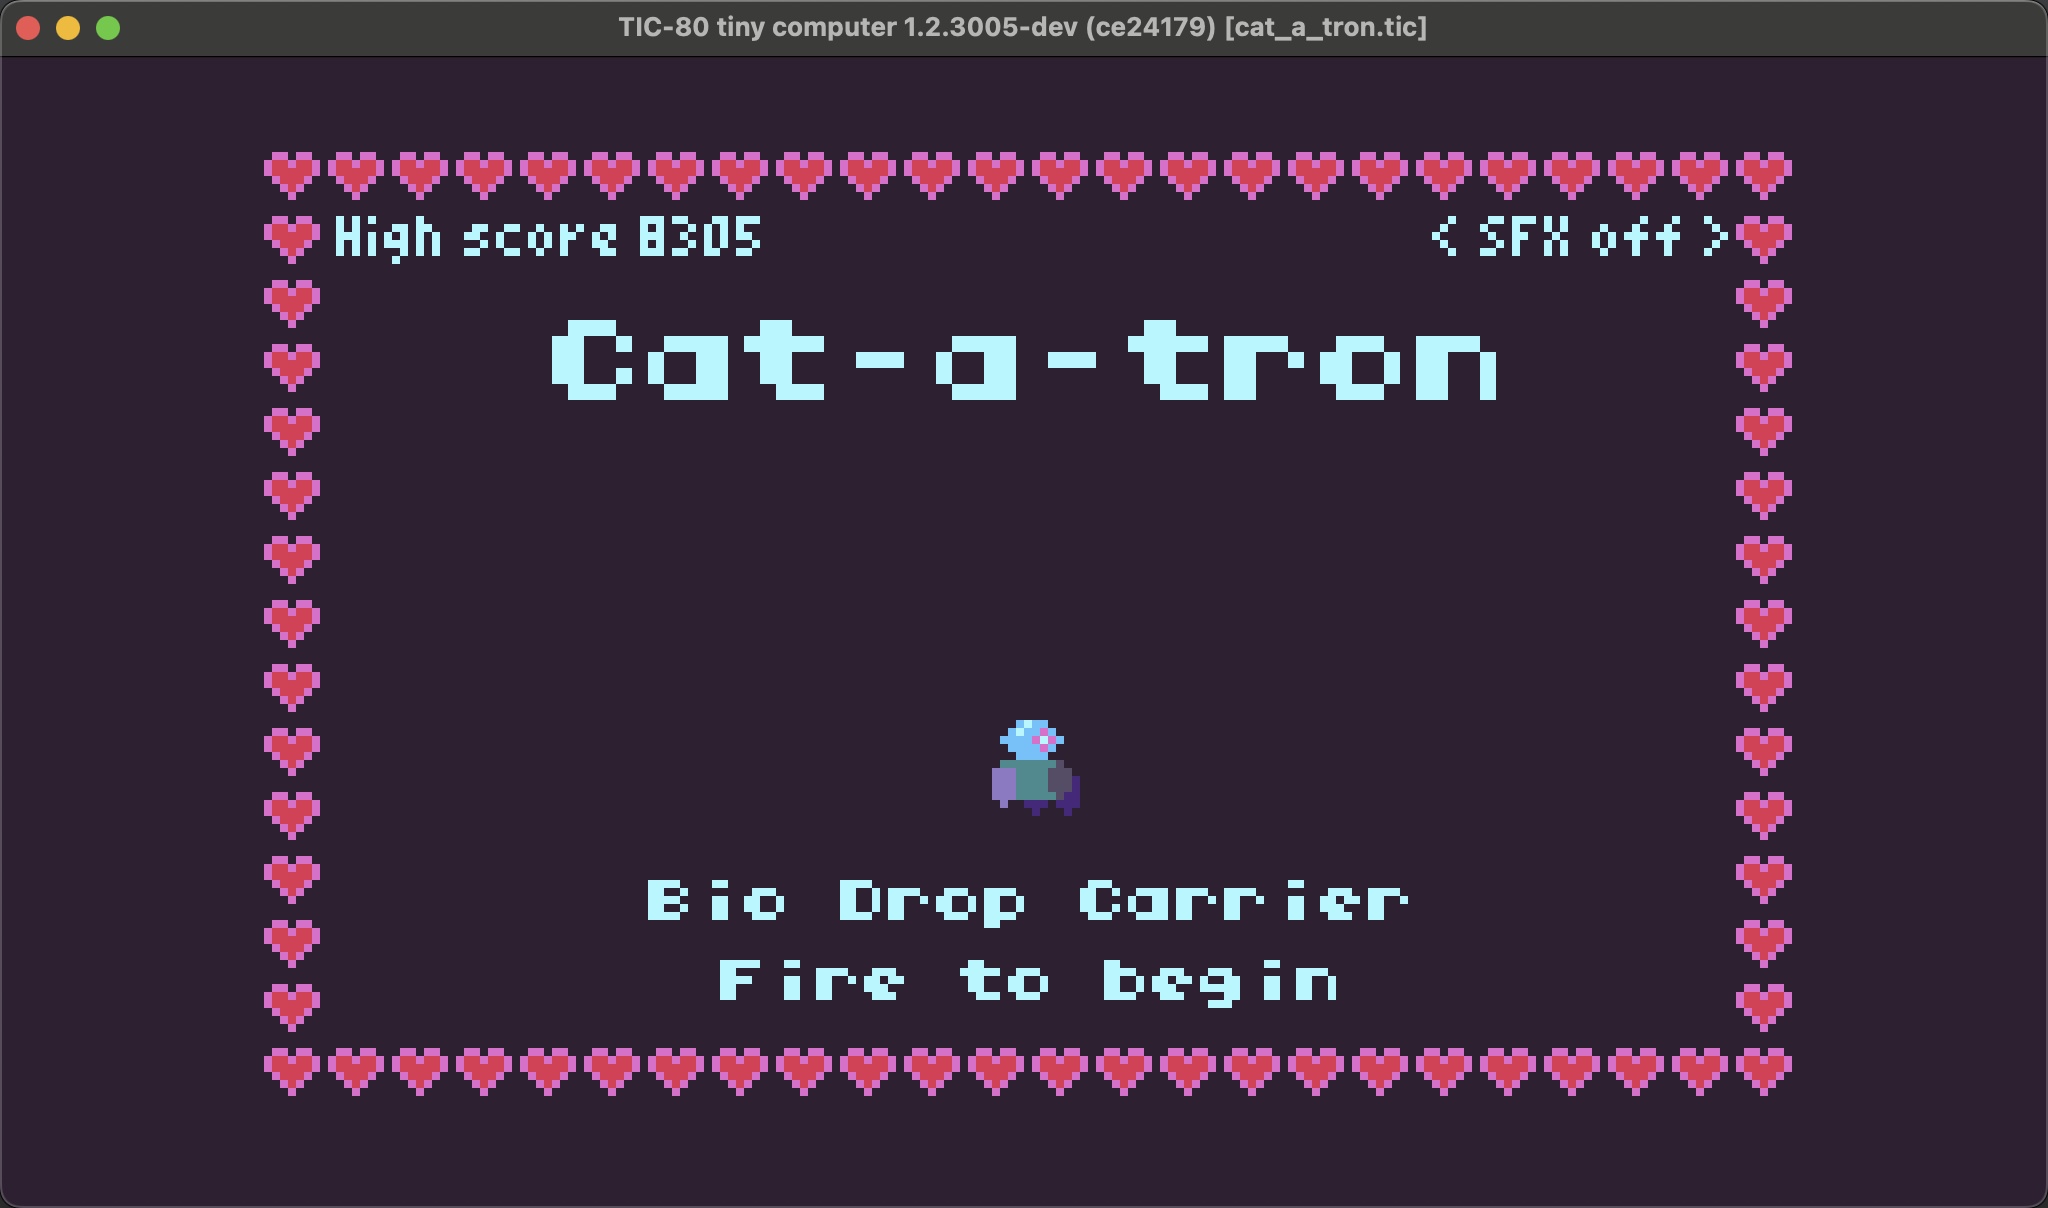 TIC-80 tiny computer 1.2.3005-dev (ce24179) [cat_a_tron.tic]
High score 8305 < SFX off >
Cat-a-tron
Bio Drop Carrier
Fire to begin